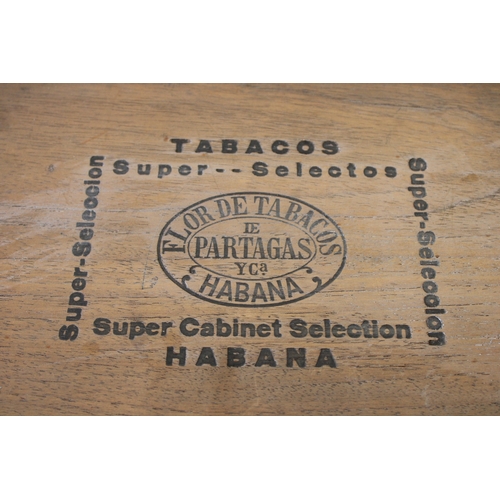 TABACOS
Super--Selectos
Super-Seleccion
FLOR DE TABACOS
DE
PARTAGAS
Y Cª
HABANA
Super-Seleccion
Super Cabinet Selection
HABANA